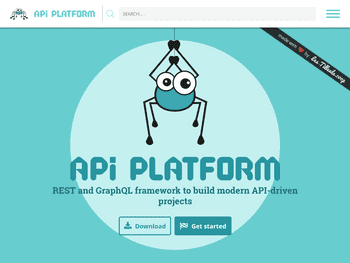 API PLATFORM
SEARCH...
made with ❤ by Les-Tilleuls.coop
API PLATFORM
REST and GraphQL framework to build modern API-driven
projects
Download
Get started